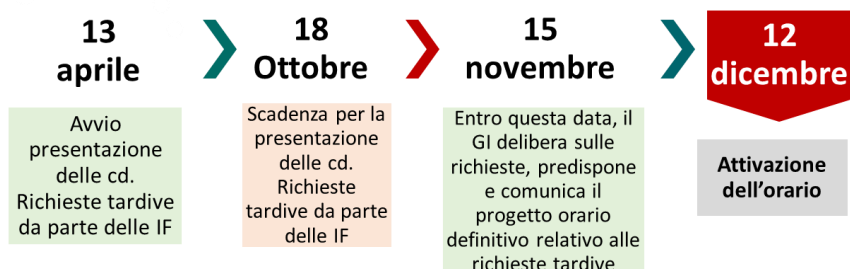 13
aprile
18
Ottobre
15
novembre
12
dicembre
Avvio
presentazione
delle cd.
Richieste tardive
da parte delle IF
Scadenza per la
presentazione
delle cd.
Richieste
tardive da parte
delle IF
Entro questa data, il
GI delibera sulle
richieste, predispone
e comunica il
progetto orario
definitivo relativo alle
richieste tardive
Attivazione
dell’orario